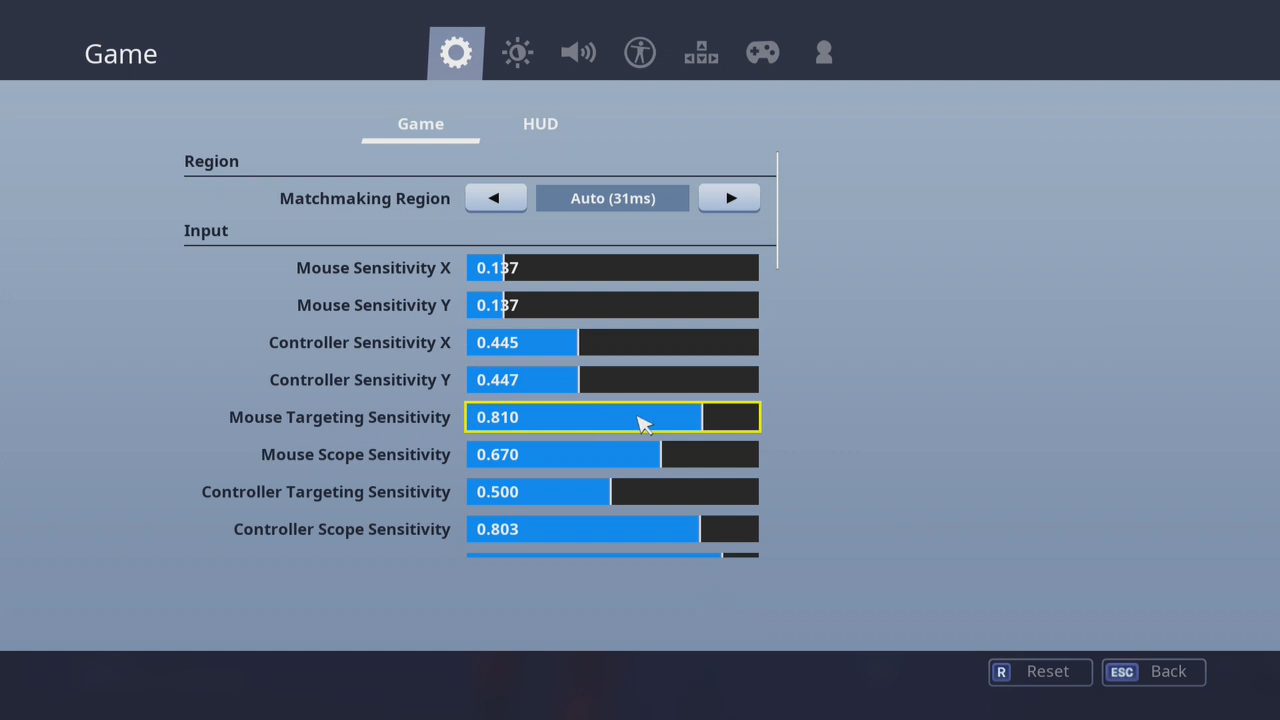 Game
Game HUD
Region
Matchmaking Region Auto (31ms)
Input
Mouse Sensitivity X 0.137
Mouse Sensitivity Y 0.137
Controller Sensitivity X 0.445
Controller Sensitivity Y 0.447
Mouse Targeting Sensitivity 0.810
Mouse Scope Sensitivity 0.670
Controller Targeting Sensitivity 0.500
Controller Scope Sensitivity 0.803
R Reset ESC Back